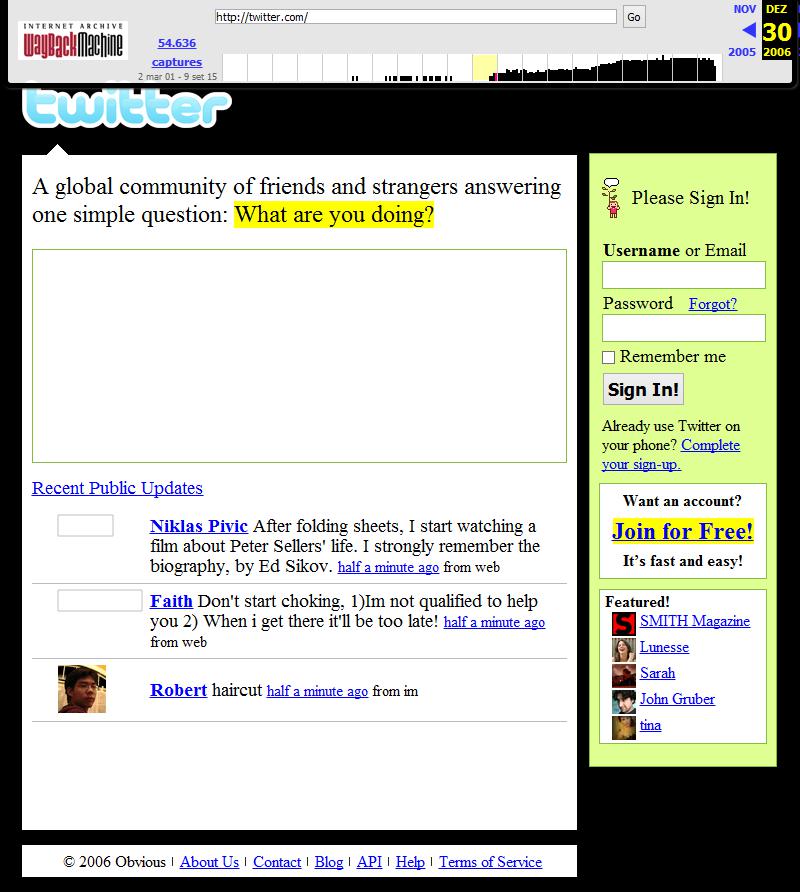 INTERNET ARCHIVE
WayBackMachine
http://twitter.com/
Go
54.636
captures
2 mar 01 - 9 set 15
NOV
DEZ
30
2005
2006
twitter
A global community of friends and strangers answering
one simple question: What are you doing?
Recent Public Updates
Niklas Pivic After folding sheets, I start watching a
film about Peter Sellers' life. I strongly remember the
biography, by Ed Sikov. half a minute ago from web
Faith Don't start choking, 1)Im not qualified to help
you 2) When i get there it'll be too late! half a minute ago
from web
Robert haircut half a minute ago from im
Please Sign In!
Username or Email
Password Forgot?
Remember me
Sign In!
Already use Twitter on
your phone? Complete
your sign-up.
Want an account?
Join for Free!
It's fast and easy!
Featured!
SMITH Magazine
Lunesse
Sarah
John Gruber
tina
© 2006 Obvious | About Us | Contact | Blog | API | Help | Terms of Service